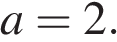 a = 2.